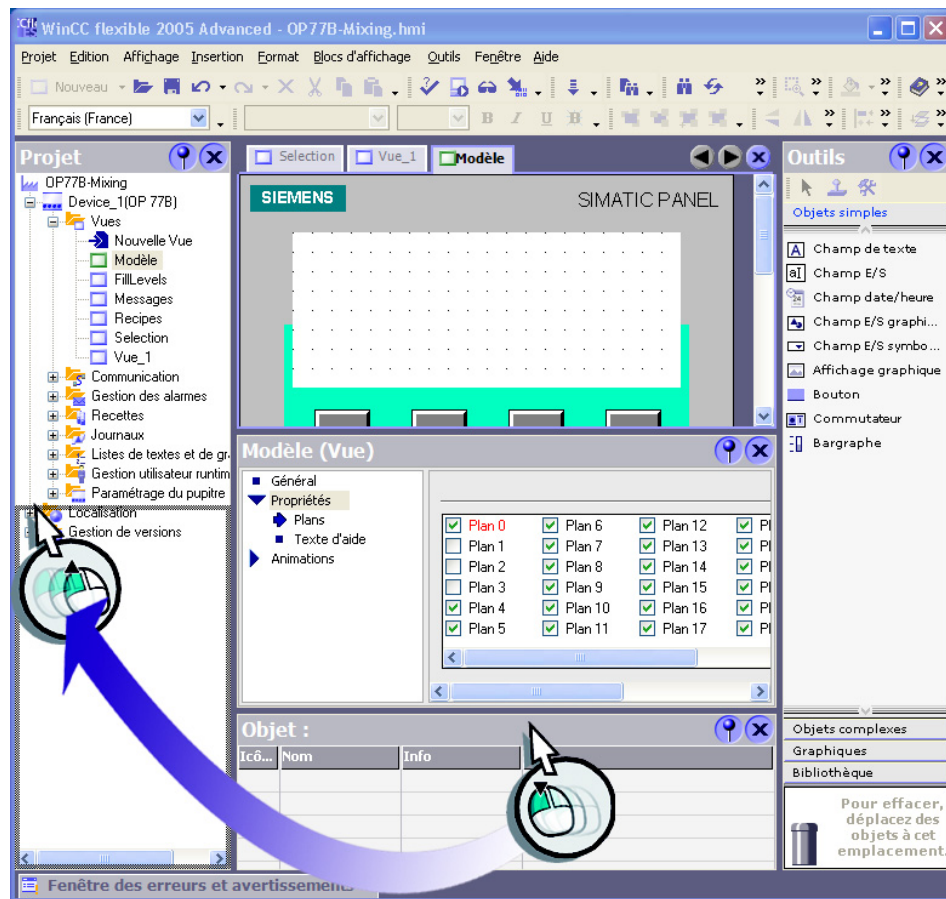 WinCC flexible 2005 Advanced - OP77B-Mixing.hmi
Projet Edition Affichage Insertion Format Blocs d'affichage Outils Fenêtre Aide
Nouveau
Français (France)
B I U
Projet
OP77B-Mixing
Device_1(OP 77B)
Vues
Nouvelle Vue
Modèle
FillLevels
Messages
Recipes
Selection
Vue_1
Communication
Gestion des alarmes
Recettes
Journaux
Listes de textes et de gr
Gestion utilisateur runtim
Paramétrage du pupitre
Localisation
Gestion de versions
Selection Vue_1 Modèle
SIEMENS SIMATIC PANEL
Modèle (Vue)
Général
Propriétés
Plans
Texte d'aide
Animations
Plan 0 Plan 6 Plan 12 Pl
Plan 1 Plan 7 Plan 13 Pl
Plan 2 Plan 8 Plan 14 Pl
Plan 3 Plan 9 Plan 15 Pl
Plan 4 Plan 10 Plan 16 Pl
Plan 5 Plan 11 Plan 17 Pl
Objet :
Icô... Nom Info
Outils
Objets simples
Champ de texte
Champ E/S
Champ date/heure
Champ E/S graphi...
Champ E/S symbo...
Affichage graphique
Bouton
Commutateur
Bargraphe
Objets complexes
Graphiques
Bibliothèque
Pour effacer,
déplacez des
objets à cet
emplacement.
Fenêtre des erreurs et avertissements